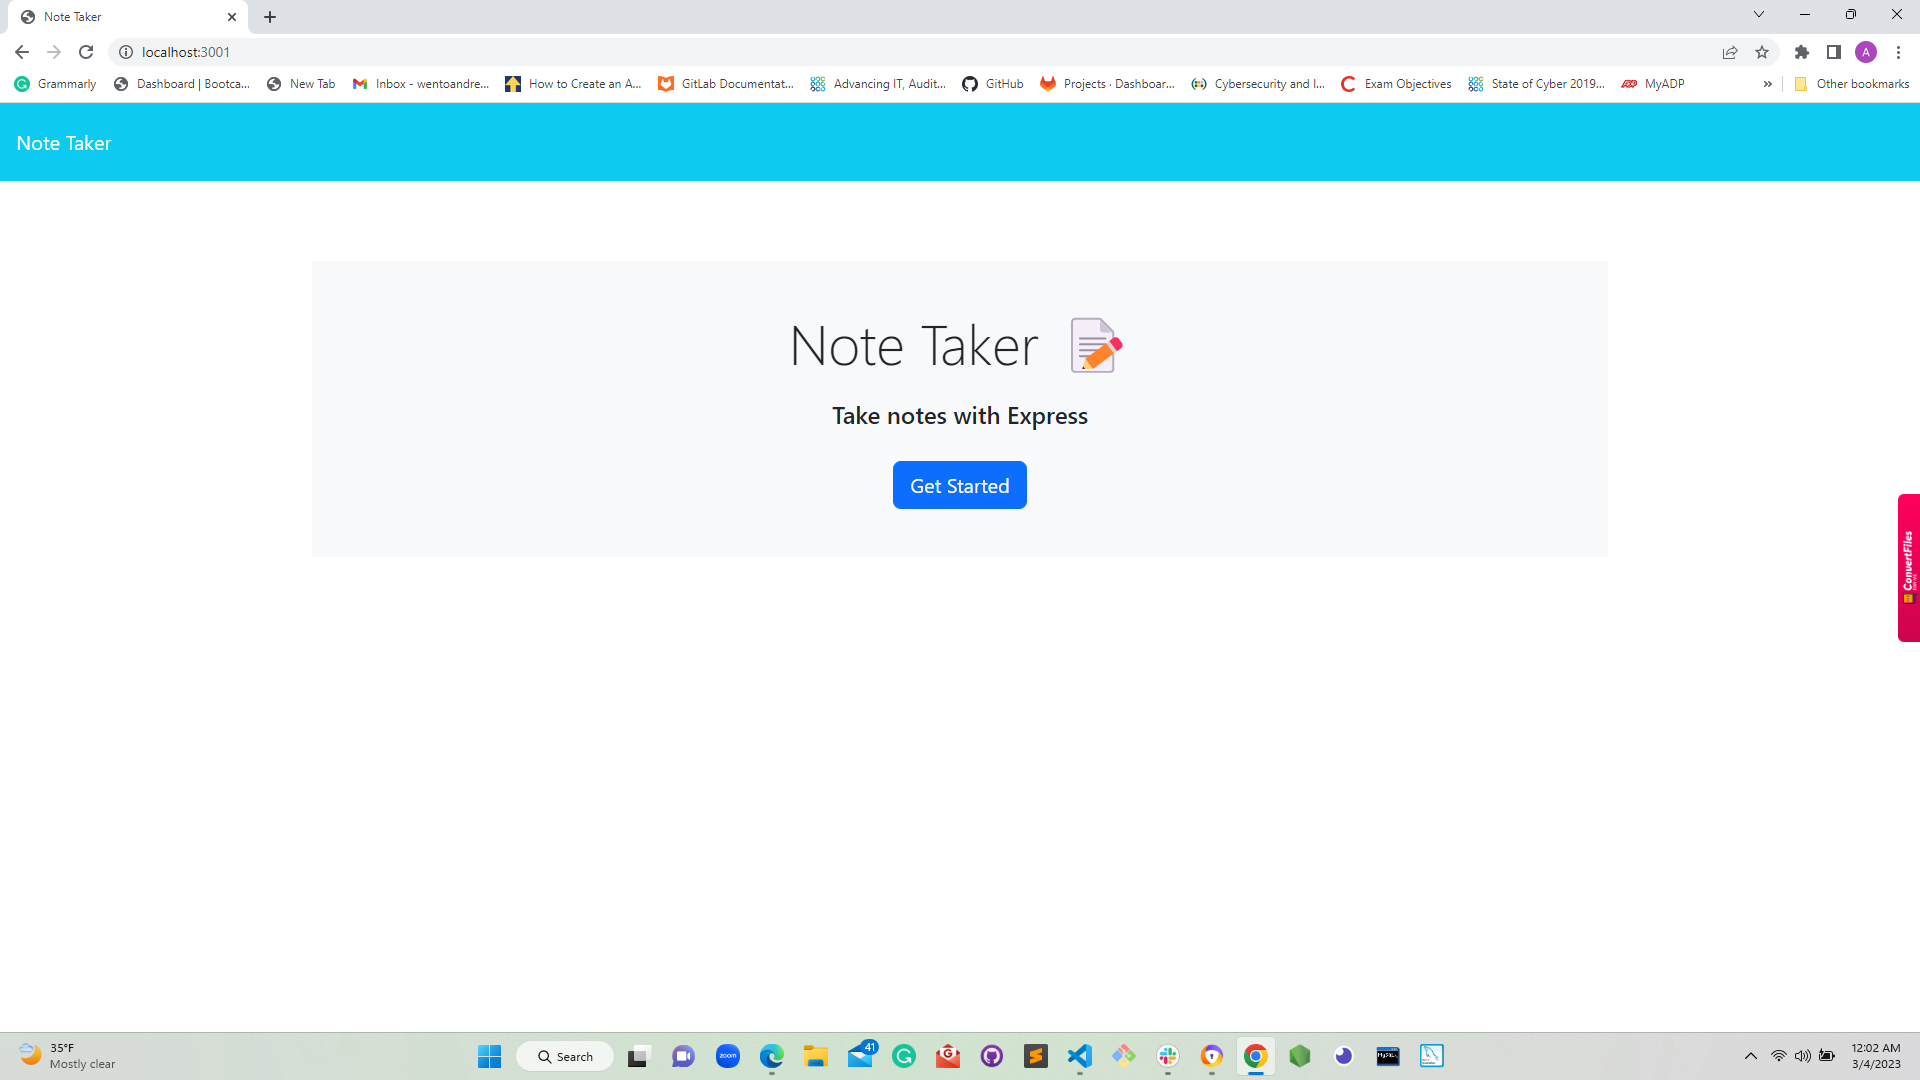 Note Taker
localhost:3001
A
Grammarly
Dashboard | Bootca...
New Tab
Inbox - wentoandre...
How to Create an A...
GitLab Documentat...
Advancing IT, Audit...
GitHub
Projects · Dashboar...
Cybersecurity and I...
Exam Objectives
State of Cyber 2019...
MyADP
»
Other bookmarks
Note Taker
Note Taker
Take notes with Express
Get Started
ConvertFiles
35°F
Mostly clear
Search
zoom
41
12:02 AM
3/4/2023